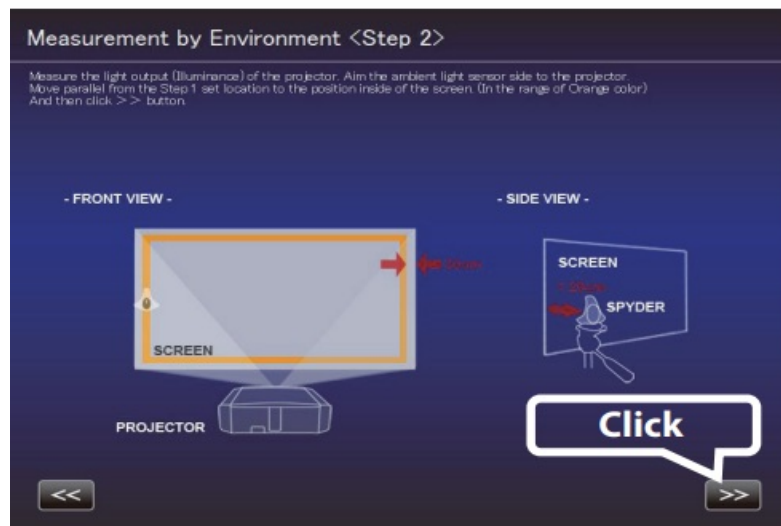 Measurement by Environment <Step 2>
Measure the light output (Illuminance) of the projector. Aim the ambient light sensor side to the projector.
Move parallel from the Step 1 set location to the position inside of the screen. (In the range of Orange color)
And then click >> button.
- FRONT VIEW -
- SIDE VIEW -
SCREEN
SPYDER
SCREEN
PROJECTOR
Click
<<
>>